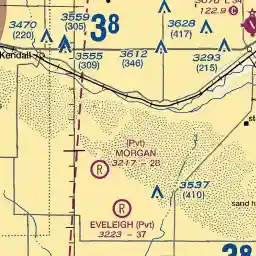 3470
(220)
3559
(305)
3⁸
3628
(417)
122.9 C
Kendall
3555
(309)
3612
(346)
3293
(215)
(Pvt)
MORGAN
3217 - 28
R
3537
(410)
R
EVELEIGH (Pvt)
3223 - 37
sand h
3⁸